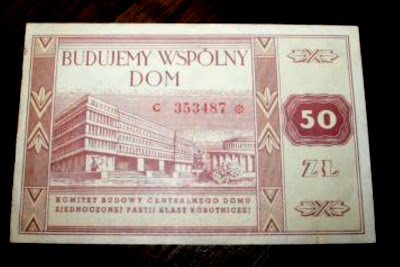 BUDUJEMY WSPÓLNY
DOM
C 353487 *
50
ZŁ
KOMITET BUDOWY CENTRALNEGO DOMU
ZJEDNOCZONEJ PARTII KLASY ROBOTNICZEJ